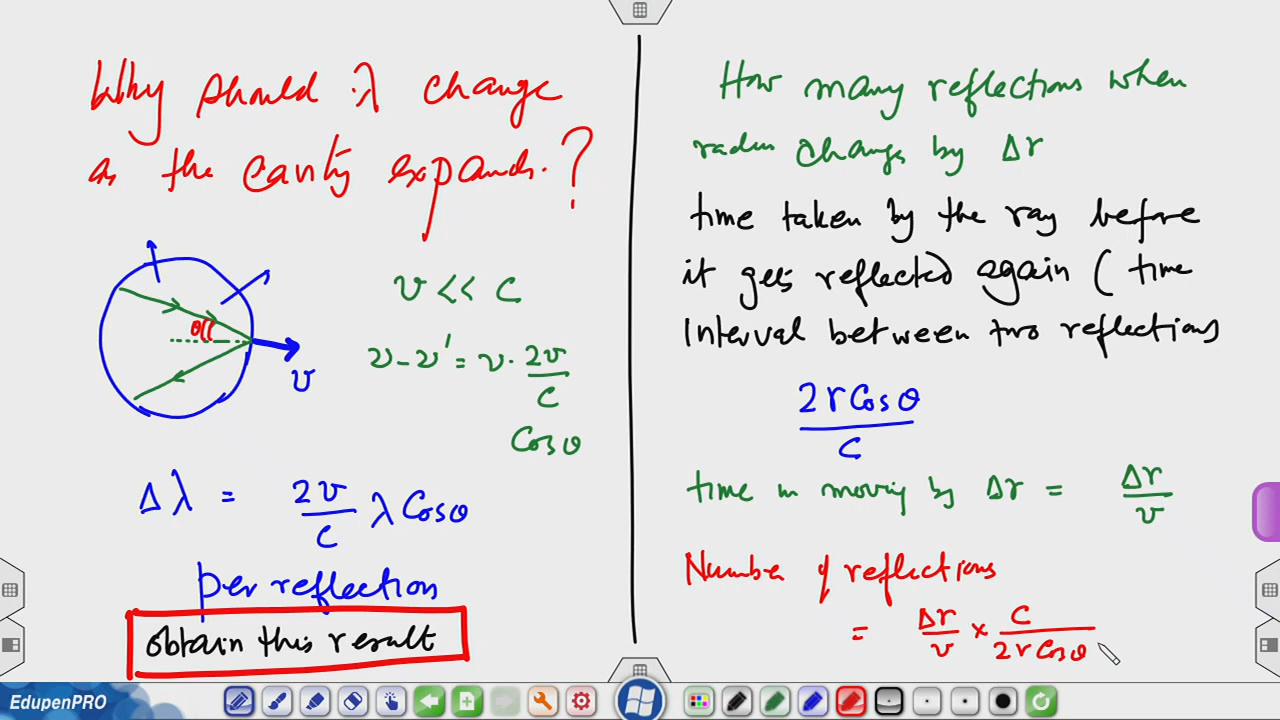 Why should λ change
as the cavity expands?
θ
v
v << c
ν - ν' = ν · 2v/c
Cosθ
Δλ = 2v/c λ Cosθ
per reflection
obtain this result
How many reflections when
radius changes by Δr
time taken by the ray before
it gets reflected again ( time
Interval between two reflections
2rCosθ/c
time in moving by Δr = Δr/v
Number of reflections
= Δr/v × c/2rCosθ
EdupenPRO